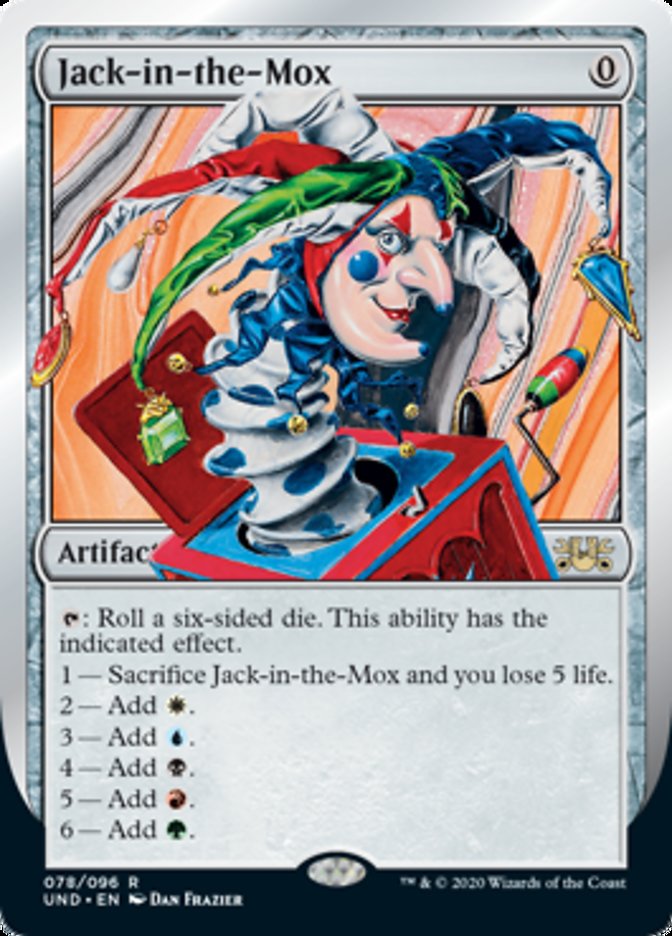 Jack-in-the-Mox 0
Artifact
: Roll a six-sided die. This ability has the
indicated effect.
1 — Sacrifice Jack-in-the-Mox and you lose 5 life.
2 — Add .
3 — Add .
4 — Add .
5 — Add .
6 — Add .
078/096 R
™ & © 2020 Wizards of the Coast
UND • EN Dan Frazier